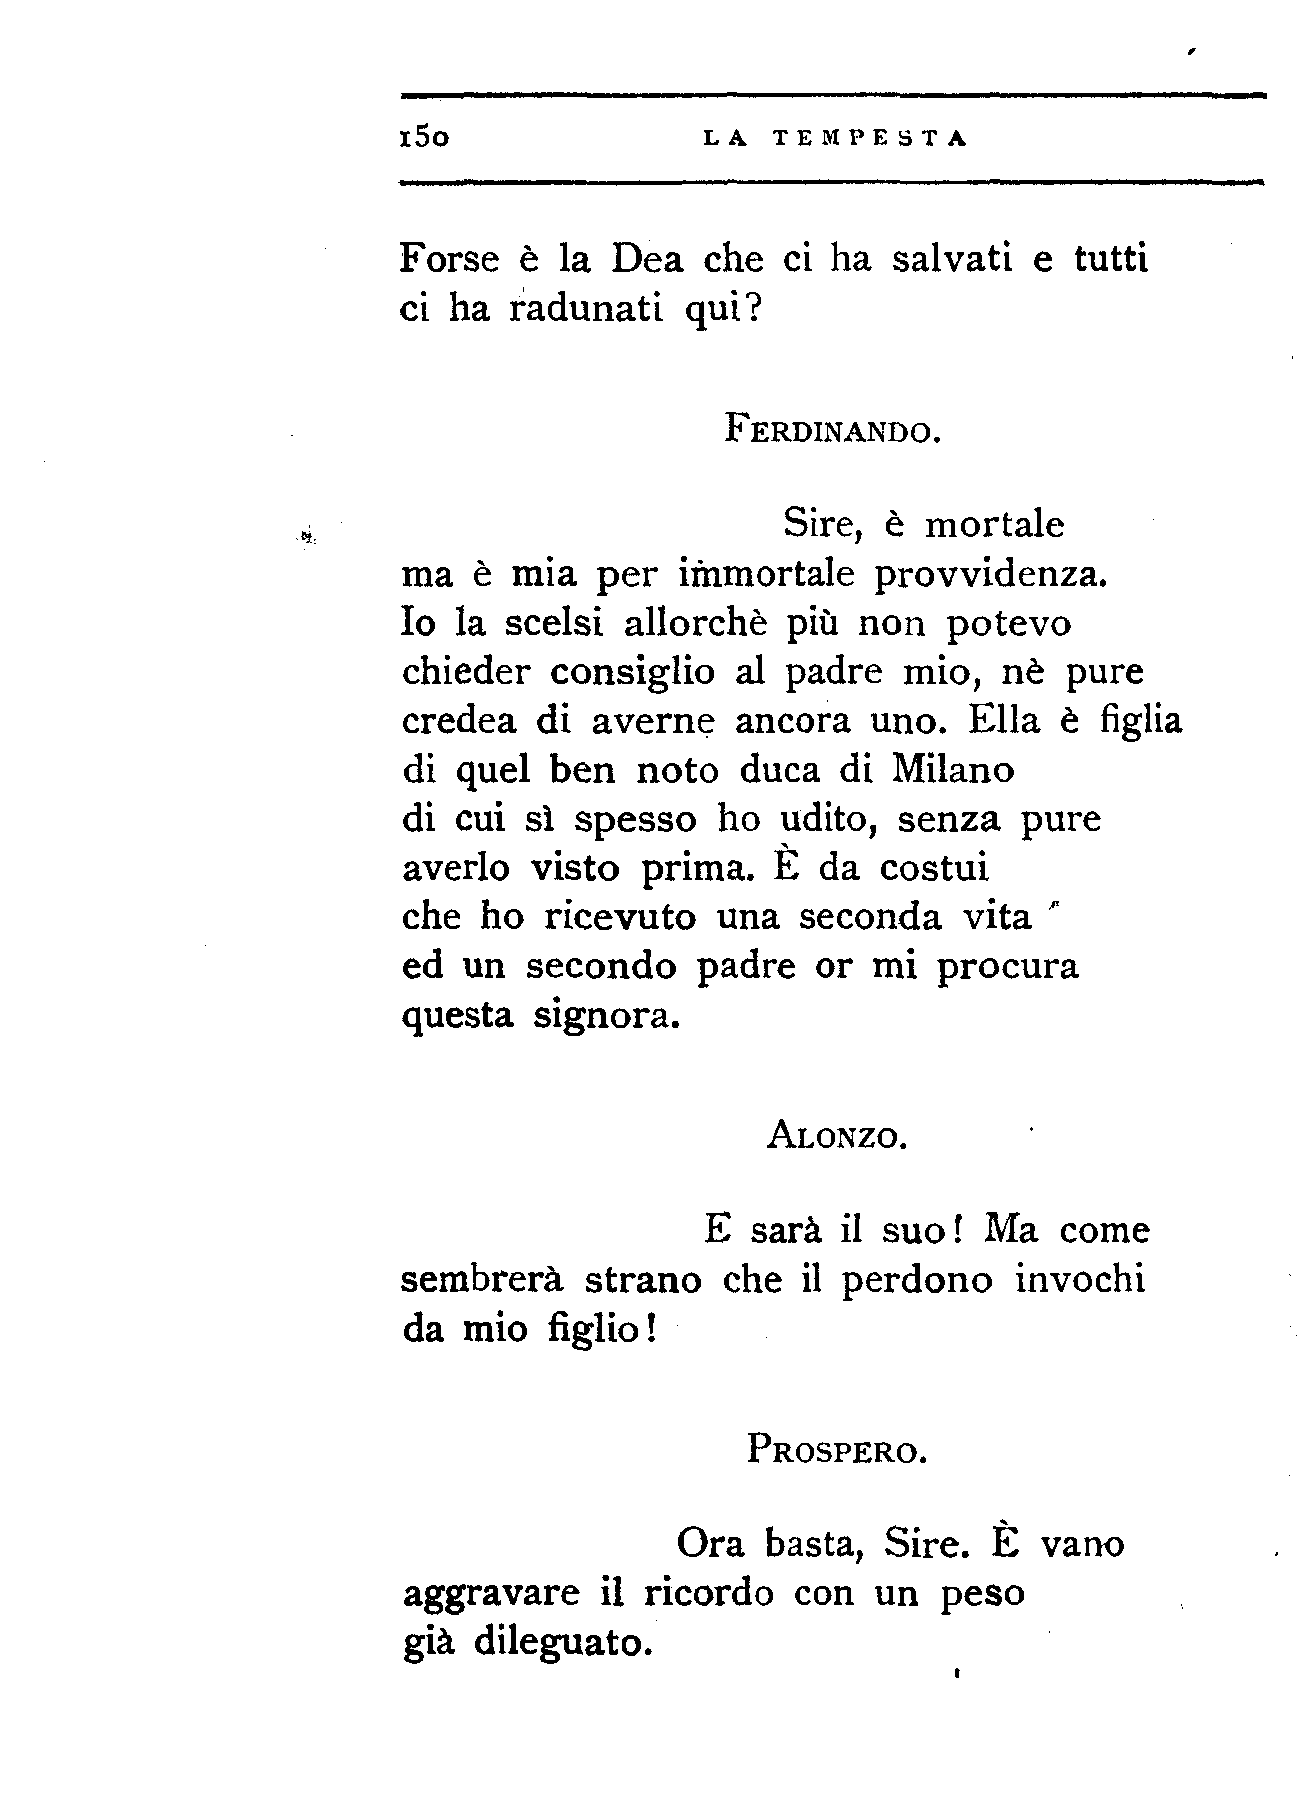 150 LA TEMPESTA
Forse è la Dea che ci ha salvati e tutti
ci ha radunati qui?
FERDINANDO.
Sire, è mortale
ma è mia per immortale provvidenza.
Io la scelsi allorchè più non potevo
chieder consiglio al padre mio, nè pure
credea di averne ancora uno. Ella è figlia
di quel ben noto duca di Milano
di cui sì spesso ho udito, senza pure
averlo visto prima. È da costui
che ho ricevuto una seconda vita
ed un secondo padre or mi procura
questa signora.
ALONZO.
E sarà il suo! Ma come
sembrerà strano che il perdono invochi
da mio figlio!
PROSPERO.
Ora basta, Sire. È vano
aggravare il ricordo con un peso
già dileguato.